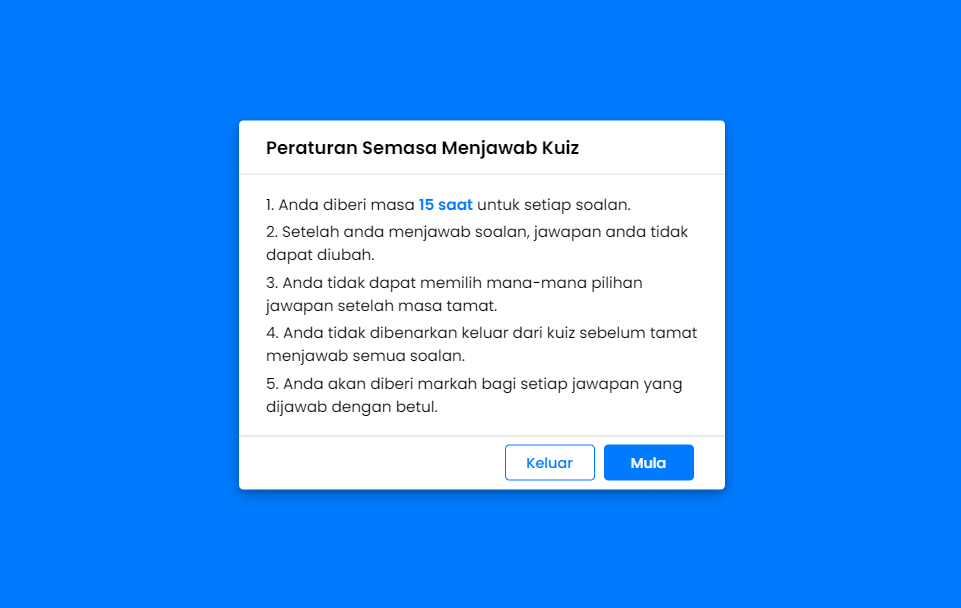 Peraturan Semasa Menjawab Kuiz
1. Anda diberi masa 15 saat untuk setiap soalan.
2. Setelah anda menjawab soalan, jawapan anda tidak
dapat diubah.
3. Anda tidak dapat memilih mana-mana pilihan
jawapan setelah masa tamat.
4. Anda tidak dibenarkan keluar dari kuiz sebelum tamat
menjawab semua soalan.
5. Anda akan diberi markah bagi setiap jawapan yang
dijawab dengan betul.
Keluar Mula